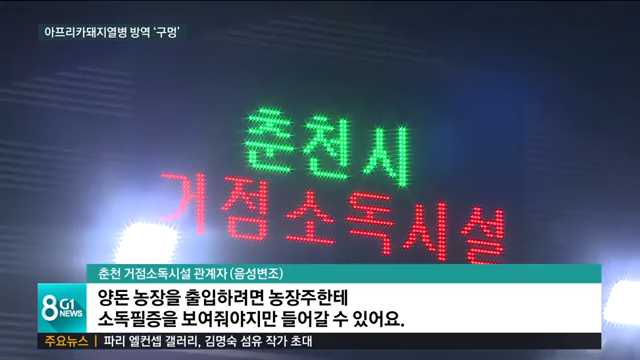 아프리카돼지열병 방역 '구멍'
춘천시
거점소독시설
춘천 거점소독시설 관계자 (음성변조)
양돈 농장을 출입하려면 농장주한테
소독필증을 보여줘야지만 들어갈 수 있어요.
8 G1 NEWS
주요뉴스 파리 엘컨셉 갤러리, 김명숙 섬유 작가 초대